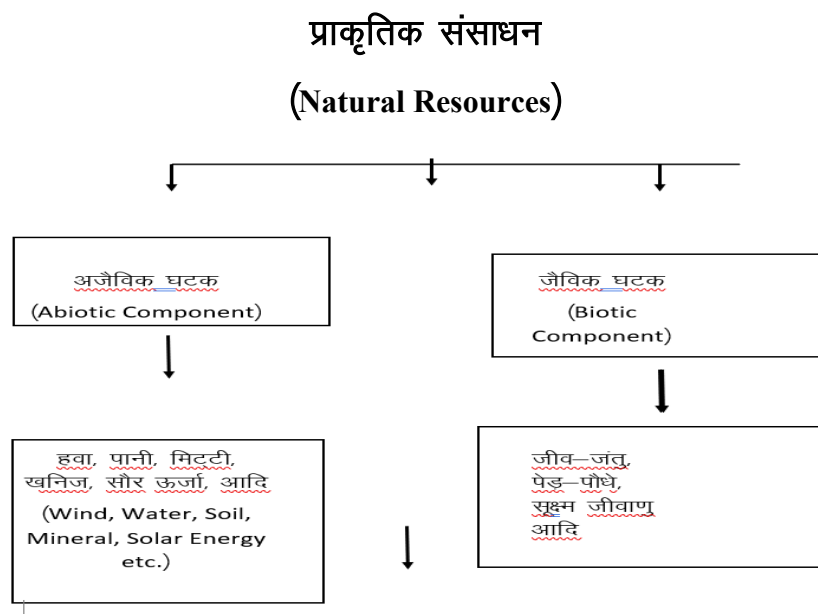 प्राकृतिक संसाधन
(Natural Resources)
अजैविक घटक
(Abiotic Component)
जैविक घटक
(Biotic
Component)
हवा, पानी, मिट्टी,
खनिज, सौर ऊर्जा, आदि
(Wind, Water, Soil,
Mineral, Solar Energy
etc.)
जीव–जंतु,
पेड़–पौधे,
सूक्ष्म जीवाणु
आदि